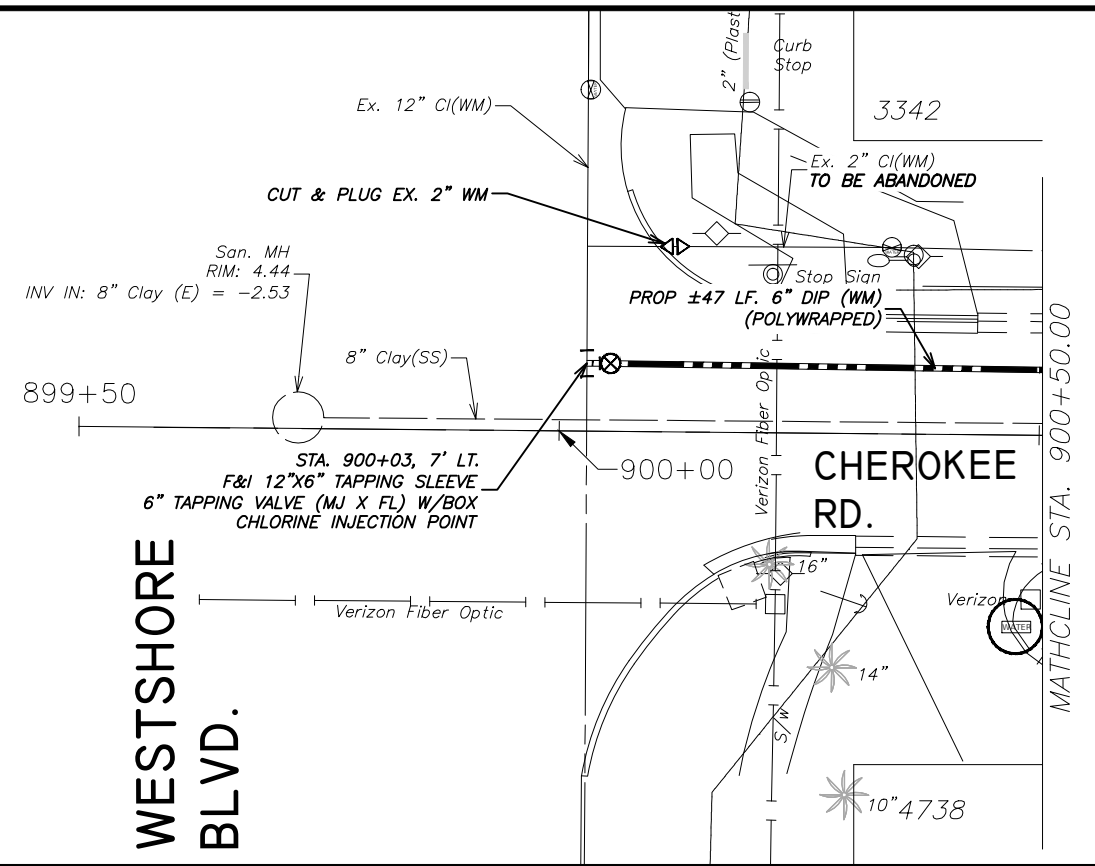 2" (Plast
Curb
Stop
Ex. 12" CI(WM)
3342
Ex. 2" CI(WM)
TO BE ABANDONED
CUT & PLUG EX. 2" WM
San. MH
RIM: 4.44
INV IN: 8" Clay (E) = -2.53
Stop Sign
PROP ±47 LF. 6" DIP (WM)
(POLYWRAPPED)
8" Clay(SS)
899+50
Verizon Fiber Optic
MATHCLINE STA. 900+50.00
STA. 900+03, 7' LT.
F&I 12"X6" TAPPING SLEEVE
6" TAPPING VALVE (MJ X FL) W/BOX
CHLORINE INJECTION POINT
900+00
CHEROKEE
RD.
WESTSHORE
BLVD.
16"
Verizon Fiber Optic
Verizon
WATER
14"
S/W
10"
4738